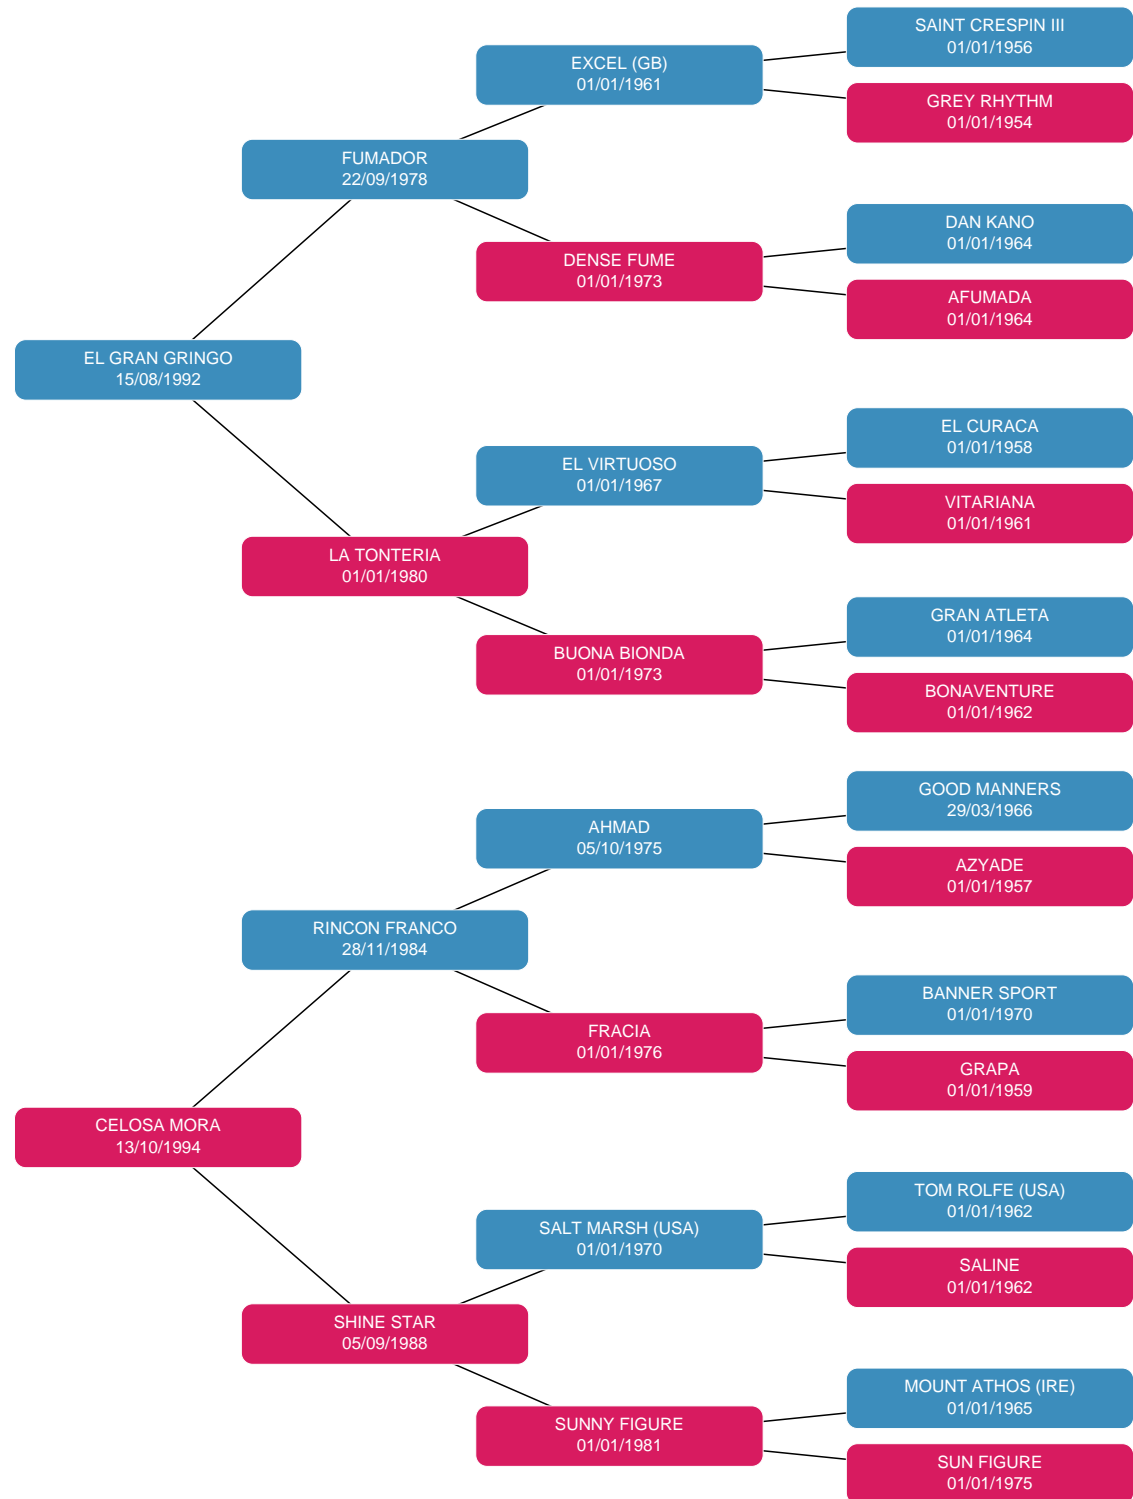 SAINT CRESPIN III
01/01/1956
EXCEL (GB)
01/01/1961
GREY RHYTHM
01/01/1954
FUMADOR
22/09/1978
DAN KANO
01/01/1964
DENSE FUME
01/01/1973
AFUMADA
01/01/1964
EL GRAN GRINGO
15/08/1992
EL CURACA
01/01/1958
EL VIRTUOSO
01/01/1967
VITARIANA
01/01/1961
LA TONTERIA
01/01/1980
GRAN ATLETA
01/01/1964
BUONA BIONDA
01/01/1973
BONAVENTURE
01/01/1962
GOOD MANNERS
29/03/1966
AHMAD
05/10/1975
AZYADE
01/01/1957
RINCON FRANCO
28/11/1984
BANNER SPORT
01/01/1970
FRACIA
01/01/1976
GRAPA
01/01/1959
CELOSA MORA
13/10/1994
TOM ROLFE (USA)
01/01/1962
SALT MARSH (USA)
01/01/1970
SALINE
01/01/1962
SHINE STAR
05/09/1988
MOUNT ATHOS (IRE)
01/01/1965
SUNNY FIGURE
01/01/1981
SUN FIGURE
01/01/1975